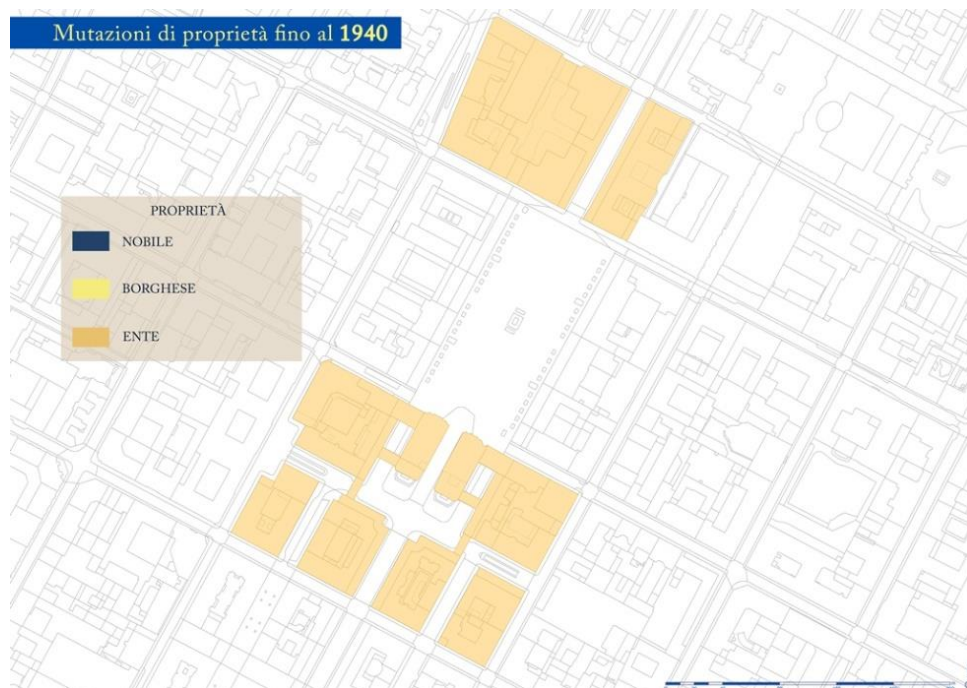 Mutazioni di proprietà fino al 1940
PROPRIETÀ
NOBILE
BORGHESE
ENTE